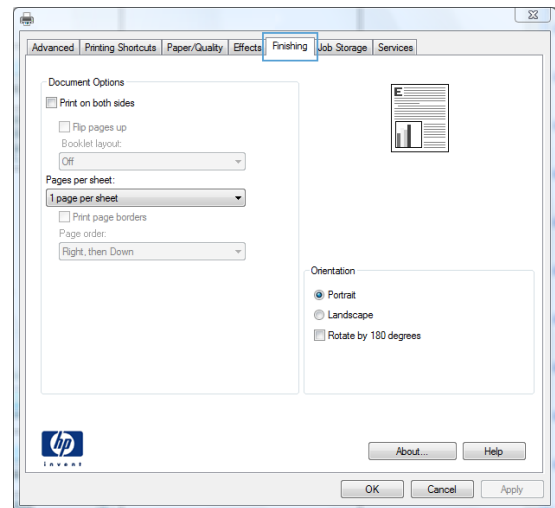 Advanced Printing Shortcuts Paper/Quality Effects Finishing Job Storage Services
Document Options
Print on both sides
Flip pages up
Booklet layout:
Off
Pages per sheet:
1 page per sheet
Print page borders
Page order:
Right, then Down
E
Orientation
Portrait
Landscape
Rotate by 180 degrees
hp
invent
About... Help
OK Cancel Apply